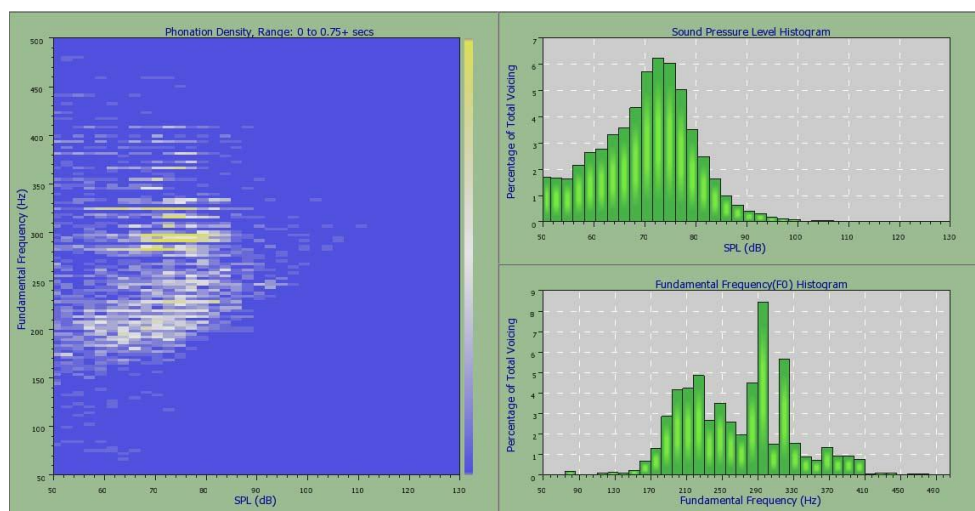 Phonation Density, Range: 0 to 0.75+ secs
Fundamental Frequency (Hz)
500
450
400
350
300
250
200
150
100
50
50 60 70 80 90 100 110 120 130
SPL (dB)
Sound Pressure Level Histogram
Percentage of Total Voicing
7
6
5
4
3
2
1
0
50 60 70 80 90 100 110 120 130
SPL (dB)
Fundamental Frequency(F0) Histogram
Percentage of Total Voicing
9
8
7
6
5
4
3
2
1
0
50 90 130 170 210 250 290 330 370 410 450 490
Fundamental Frequency (Hz)